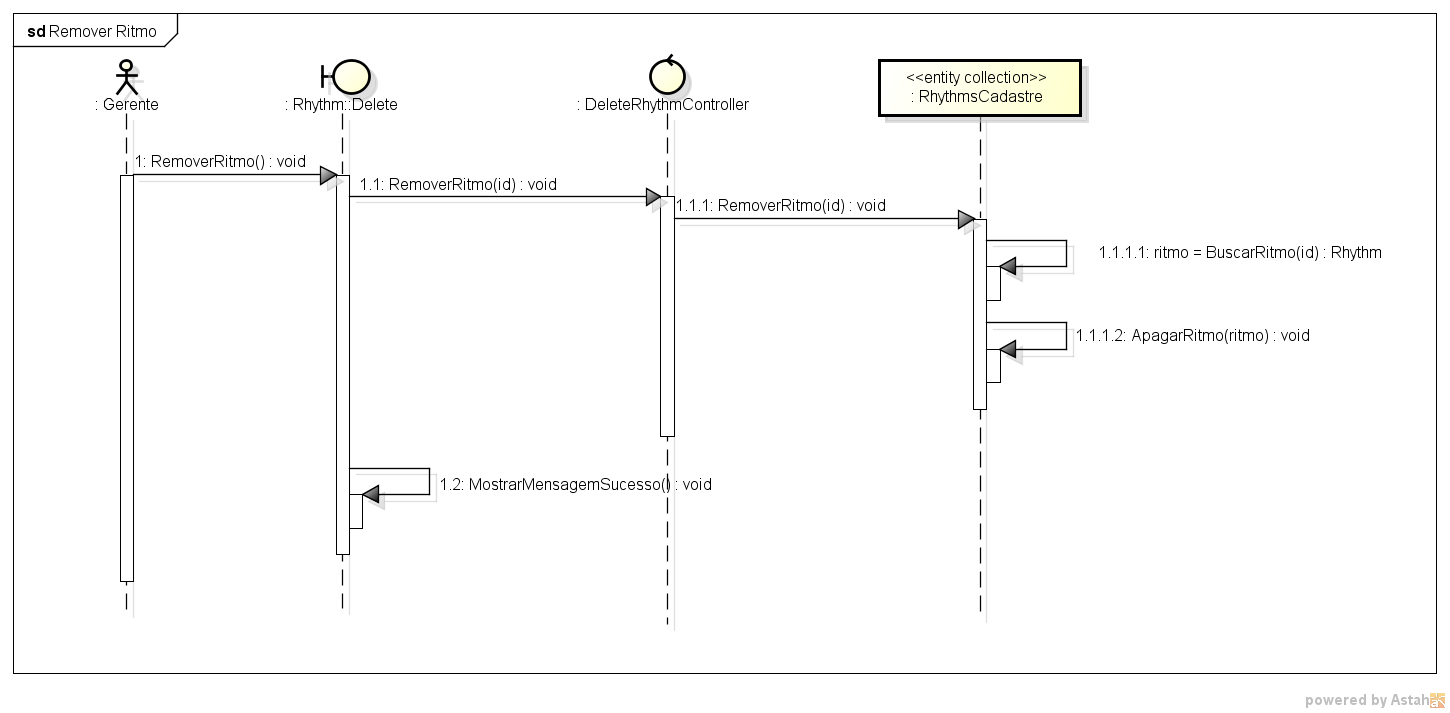 sd Remover Ritmo
: Gerente
: Rhythm::Delete
: DeleteRhythmController
<<entity collection>>
: RhythmsCadastre
1: RemoverRitmo() : void
1.1: RemoverRitmo(id) : void
1.1.1: RemoverRitmo(id) : void
1.1.1.1: ritmo = BuscarRitmo(id) : Rhythm
1.1.1.2: ApagarRitmo(ritmo) : void
1.2: MostrarMensagemSucesso() : void
powered by Astah